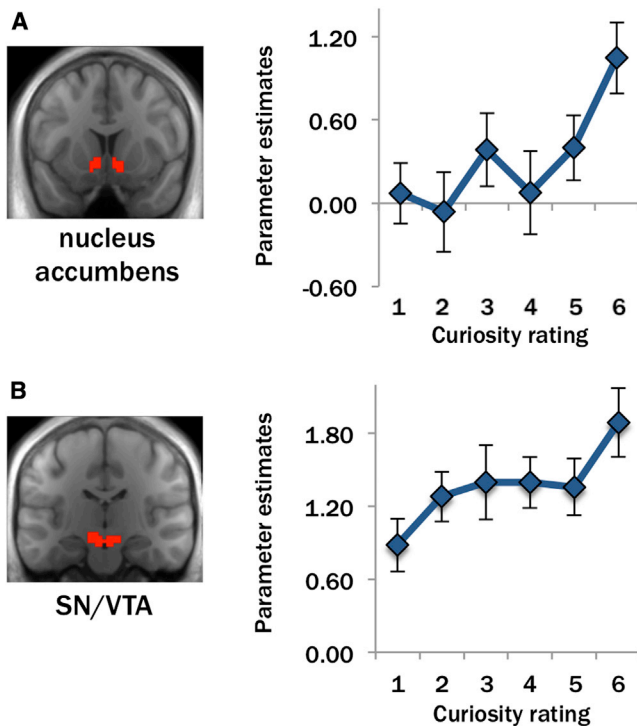 A
nucleus
accumbens
Parameter estimates
1.20
0.60
0.00
-0.60
1 2 3 4 5 6
Curiosity rating
B
SN/VTA
Parameter estimates
1.80
1.20
0.60
0.00
1 2 3 4 5 6
Curiosity rating